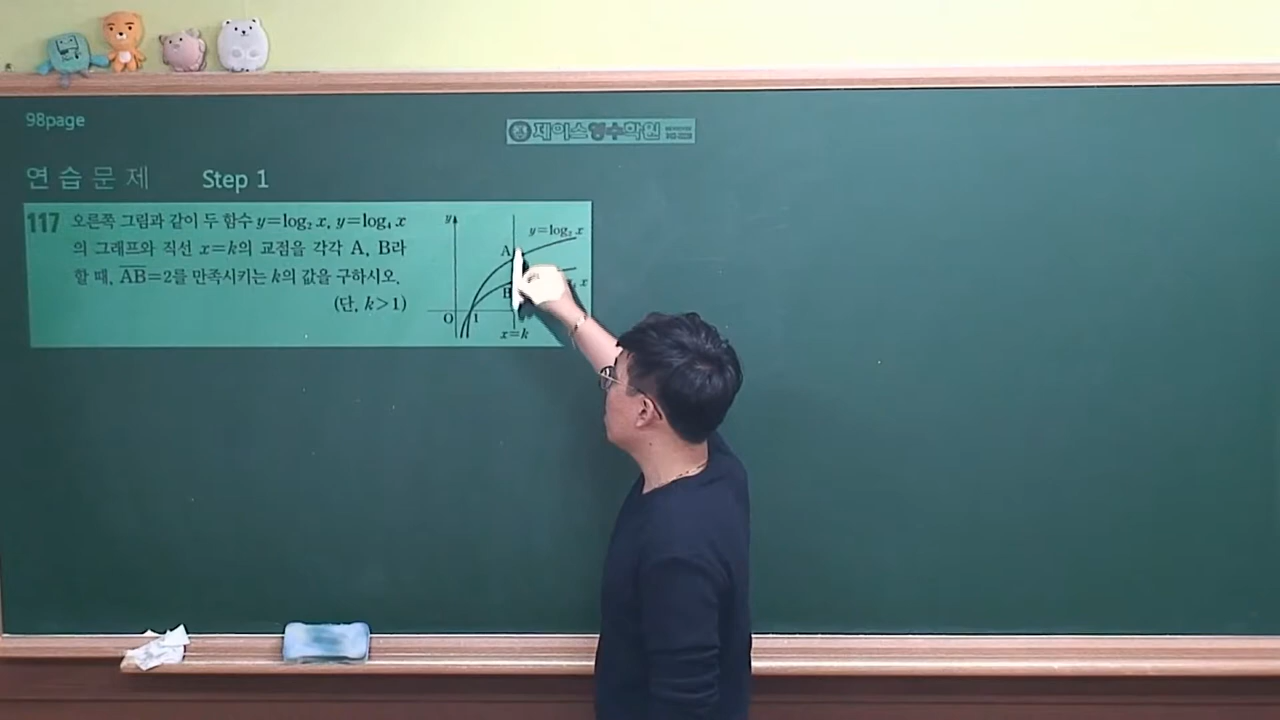 98page
제이스영수학원
연습문제 Step 1
117 오른쪽 그림과 같이 두 함수 y=log₂ x, y=log₄ x
의 그래프와 직선 x=k의 교점을 각각 A, B라
할 때, A̅B̅=2를 만족시키는 k의 값을 구하시오.
(단, k>1)
y
y=log₂ x
A
x
B
O 1
x=k